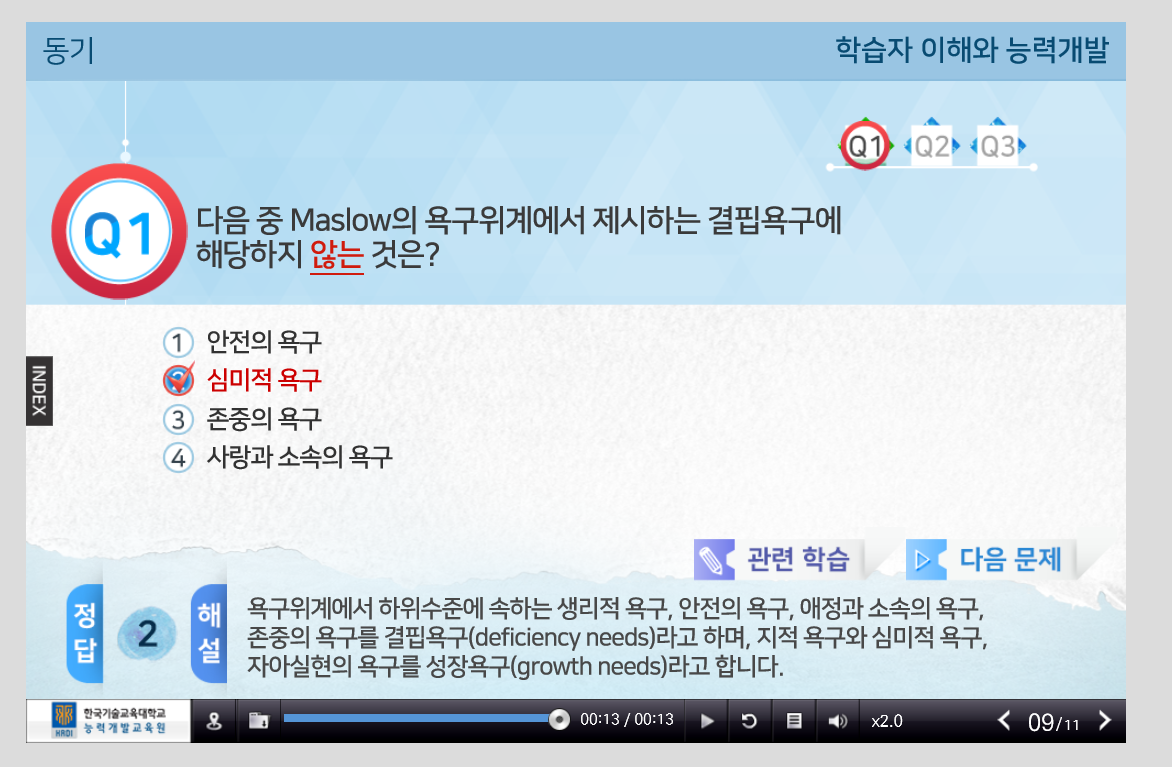 동기
학습자 이해와 능력개발
Q1 Q2 Q3
Q1
다음 중 Maslow의 욕구위계에서 제시하는 결핍욕구에
해당하지 않는 것은?
1 안전의 욕구
심미적 욕구
3 존중의 욕구
4 사랑과 소속의 욕구
INDEX
관련 학습
다음 문제
정답
2
해설
욕구위계에서 하위수준에 속하는 생리적 욕구, 안전의 욕구, 애정과 소속의 욕구,
존중의 욕구를 결핍욕구(deficiency needs)라고 하며, 지적 욕구와 심미적 욕구,
자아실현의 욕구를 성장욕구(growth needs)라고 합니다.
HRDI
한국기술교육대학교
능력개발교육원
00:13 / 00:13
x2.0
09/11